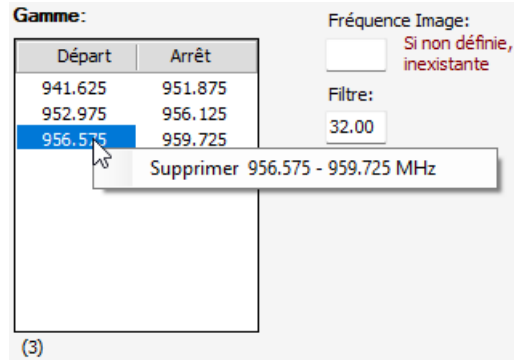 Gamme:
Départ Arrêt
941.625 951.875
952.975 956.125
956.575 959.725
Supprimer 956.575 - 959.725 MHz
(3)
Fréquence Image:
Si non définie,
inexistante
Filtre:
32.00